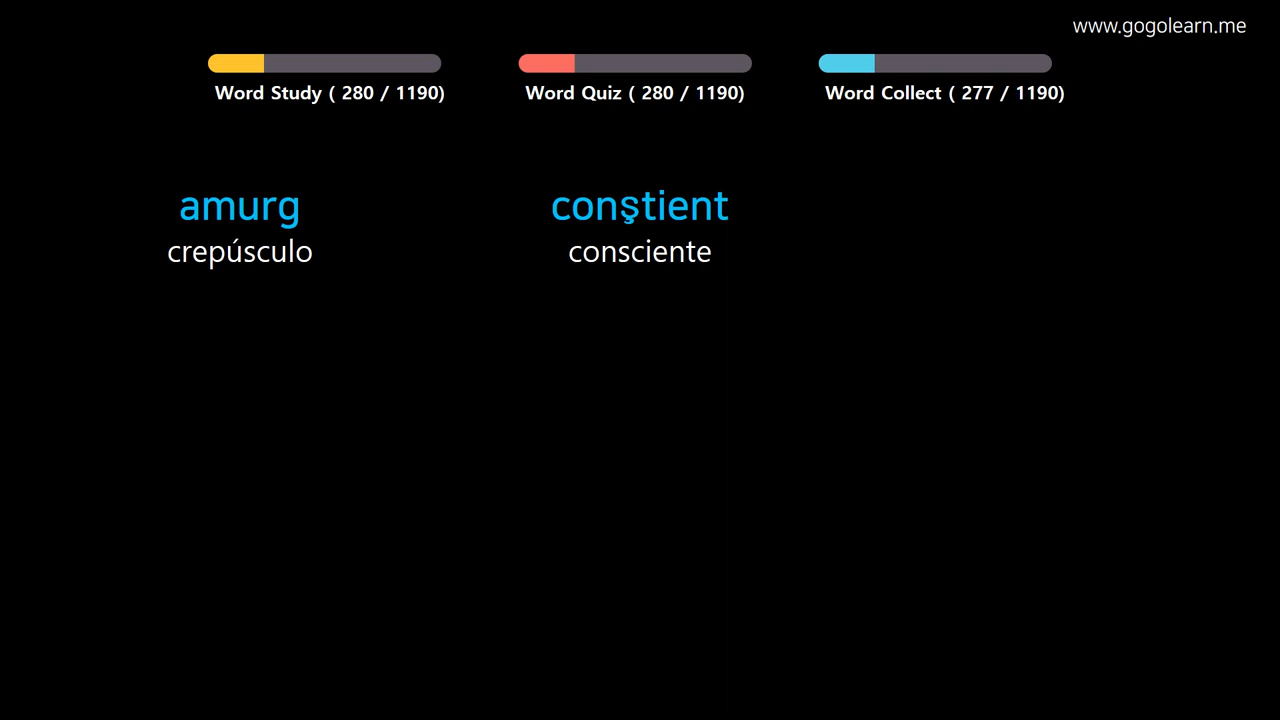 www.gogolearn.me
Word Study ( 280 / 1190)
Word Quiz ( 280 / 1190)
Word Collect ( 277 / 1190)
amurg
conştient
crepúsculo
consciente